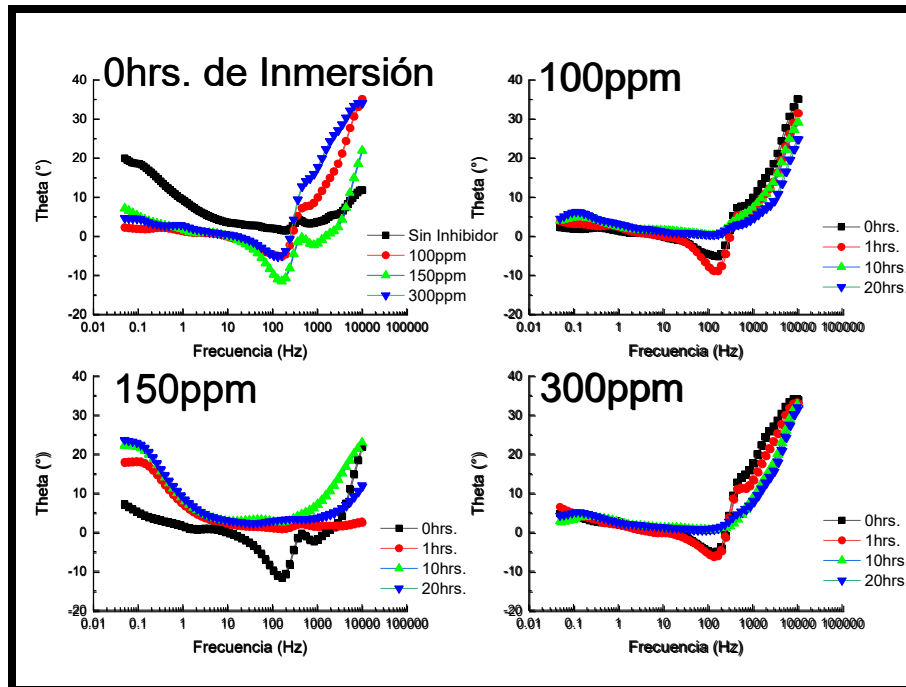 0hrs. de Inmersión
40
30
20
10
0
-10
20
Theta (°)
Sin Inhibidor
100ppm
150ppm
300ppm
0.01 0.1 1 10 100 1000 10000 100000
Frecuencia (Hz)
100ppm
40
30
20
10
0
-10
20
Theta (°)
0hrs.
1hrs.
10hrs.
20hrs.
0.01 0.1 1 10 100 1000 10000 100000
Frecuencia (Hz)
150ppm
40
30
20
10
0
-10
-20
Theta (°)
0hrs.
1hrs.
10hrs.
20hrs.
0.01 0.1 1 10 100 1000 10000 100000
Frecuencia (Hz)
300ppm
40
30
20
10
0
-10
-20
Theta (°)
0hrs.
1hrs.
10hrs.
20hrs.
0.01 0.1 1 10 100 1000 10000 100000
Frecuencia (Hz)